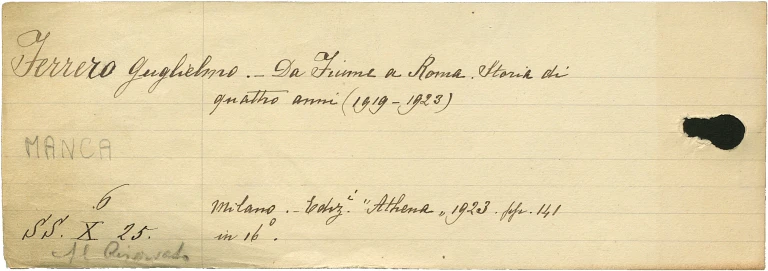 Ferrero Guglielmo. - Da Fiume a Roma. Storia di
quattro anni (1919-1923)
MANCA
6
Milano. - Ediz.i "Athena" 1923. pp. 141
SS. X 25.
in 16°.
Al